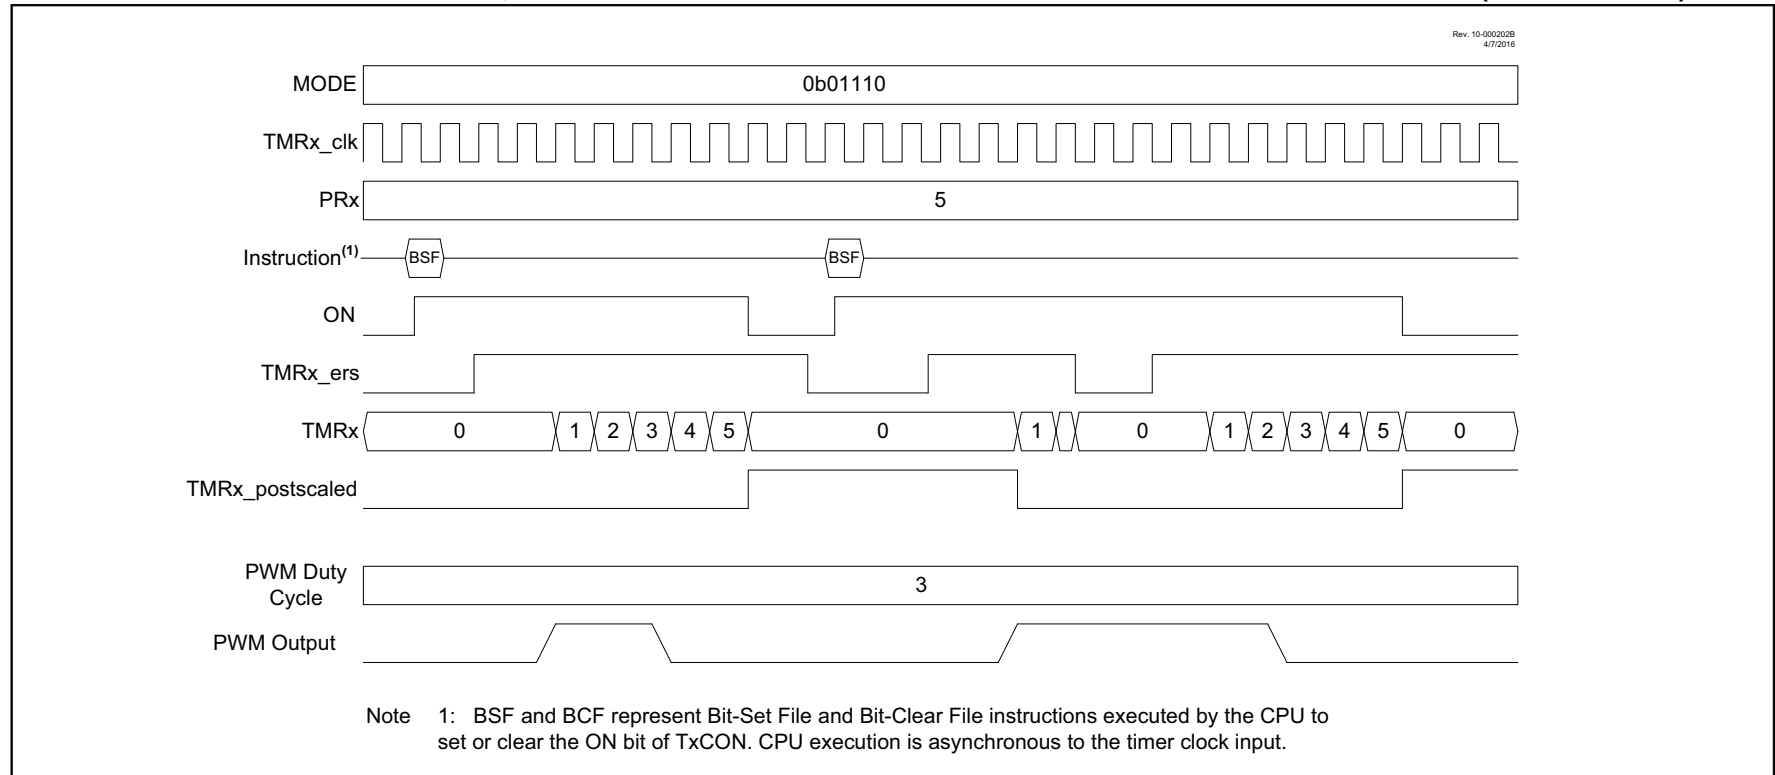 Rev. 10-000202B
4/7/2016
MODE 0b01110
TMRx_clk
PRx 5
Instruction(1) BSF BSF
ON
TMRx_ers
TMRx 0 1 2 3 4 5 0 1 0 1 2 3 4 5 0
TMRx_postscaled
PWM Duty
Cycle
3
PWM Output
Note 1: BSF and BCF represent Bit-Set File and Bit-Clear File instructions executed by the CPU to
set or clear the ON bit of TxCON. CPU execution is asynchronous to the timer clock input.